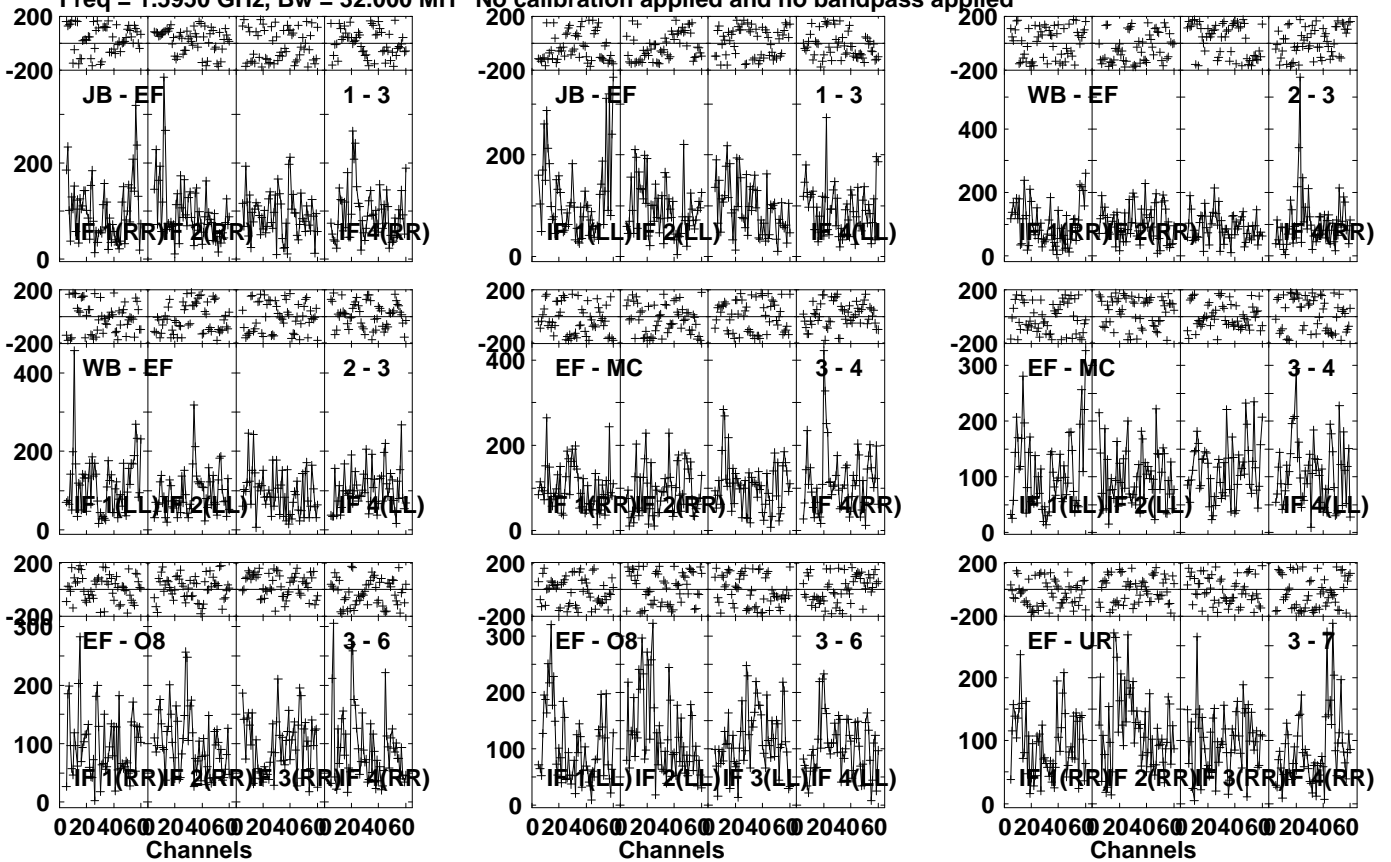 Freq = 1.5950 GHz, Bw = 32.000 MH No calibration applied and no bandpass applied
200 200 200
-200 -200 -200
JB - EF 1 - 3 JB - EF 1 - 3 WB - EF 2 - 3
400
200 200 200
IF 1(RR) IF 2(RR) IF 4(RR) IF 1(LL) IF 2(LL) IF 4(LL) IF 1(RR) IF 2(RR) IF 4(RR)
0 0 0
200 200 200
-200 -200 -200
WB - EF 2 - 3 EF - MC 3 - 4 EF - MC 3 - 4
400 400 300
200 200 200
100
IF 1(LL) IF 2(LL) IF 4(LL) IF 1(RR) IF 2(RR) IF 4(RR) IF 1(LL) IF 2(LL) IF 4(LL)
0 0 0
200 200 200
-200 -200 -200
300 300
EF - O8 3 - 6 EF - O8 3 - 6 EF - UR 3 - 7
200 200 200
100 100 100
IF 1(RR) IF 2(RR) IF 3(RR) IF 4(RR) IF 1(LL) IF 2(LL) IF 3(LL) IF 4(LL) IF 1(RR) IF 2(RR) IF 3(RR) IF 4(RR)
0 0 0
0 20 40 60 0 20 40 60 0 20 40 60 0 20 40 60 0 20 40 60 0 20 40 60 0 20 40 60 0 20 40 60 0 20 40 60 0 20 40 60 0 20 40 60 0 20 40 60
Channels Channels Channels